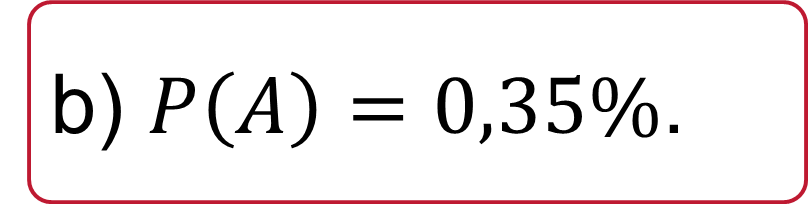 b) P(A) = 0,35%.